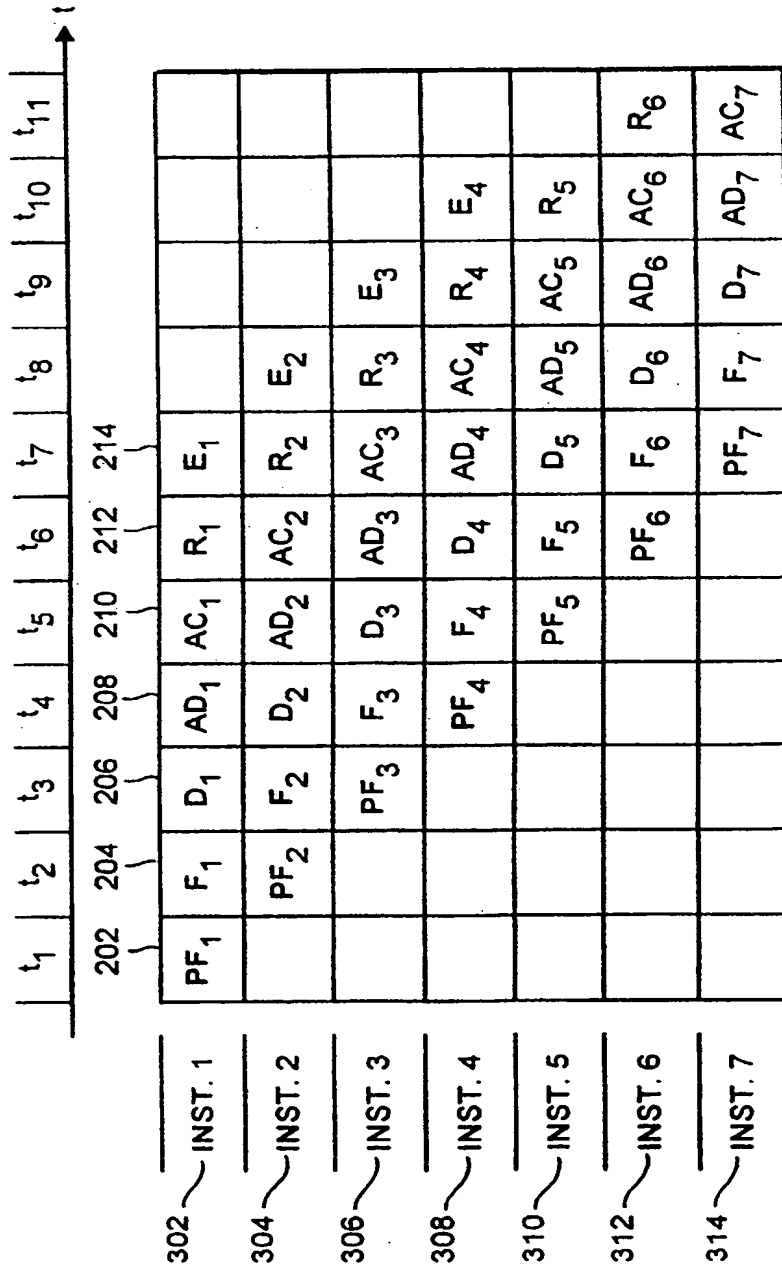 t
t1 t2 t3 t4 t5 t6 t7 t8 t9 t10 t11
202 204 206 208 210 212 214
302 INST. 1 PF1 F1 D1 AD1 AC1 R1 E1
304 INST. 2 PF2 F2 D2 AD2 AC2 R2 E2
306 INST. 3 PF3 F3 D3 AD3 AC3 R3 E3
308 INST. 4 PF4 F4 D4 AD4 AC4 R4 E4
310 INST. 5 PF5 F5 D5 AD5 AC5 R5
312 INST. 6 PF6 F6 D6 AD6 AC6 R6
314 INST. 7 PF7 F7 D7 AD7 AC7